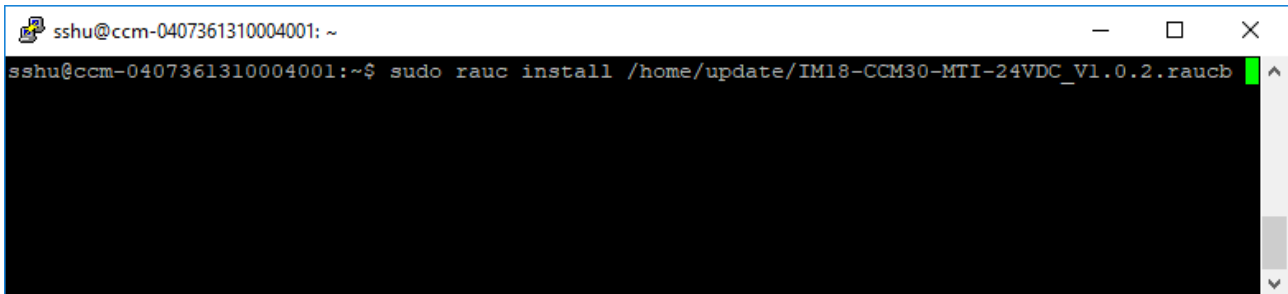 sshu@ccm-0407361310004001: ~
sshu@ccm-0407361310004001:~$ sudo rauc install /home/update/IM18-CCM30-MTI-24VDC_V1.0.2.raucb